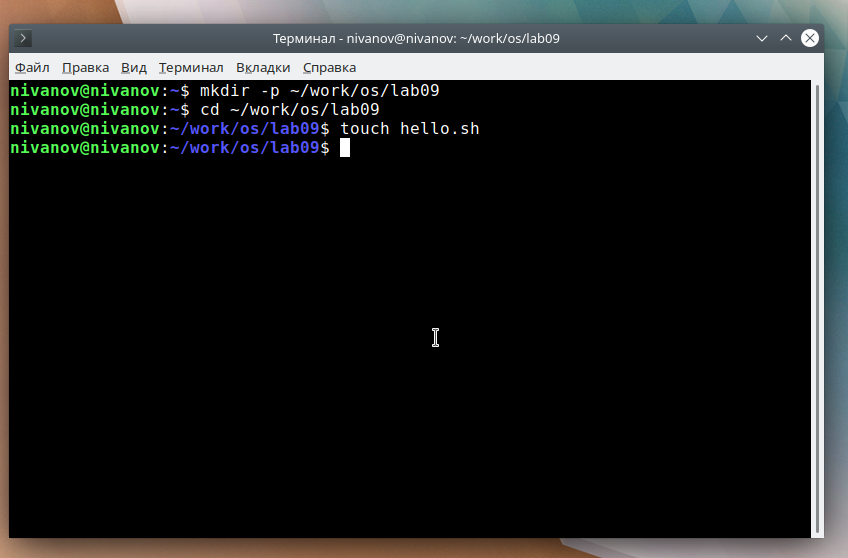 Терминал - nivanov@nivanov: ~/work/os/lab09
Файл Правка Вид Терминал Вкладки Справка
nivanov@nivanov:~$ mkdir -p ~/work/os/lab09
nivanov@nivanov:~$ cd ~/work/os/lab09
nivanov@nivanov:~/work/os/lab09$ touch hello.sh
nivanov@nivanov:~/work/os/lab09$